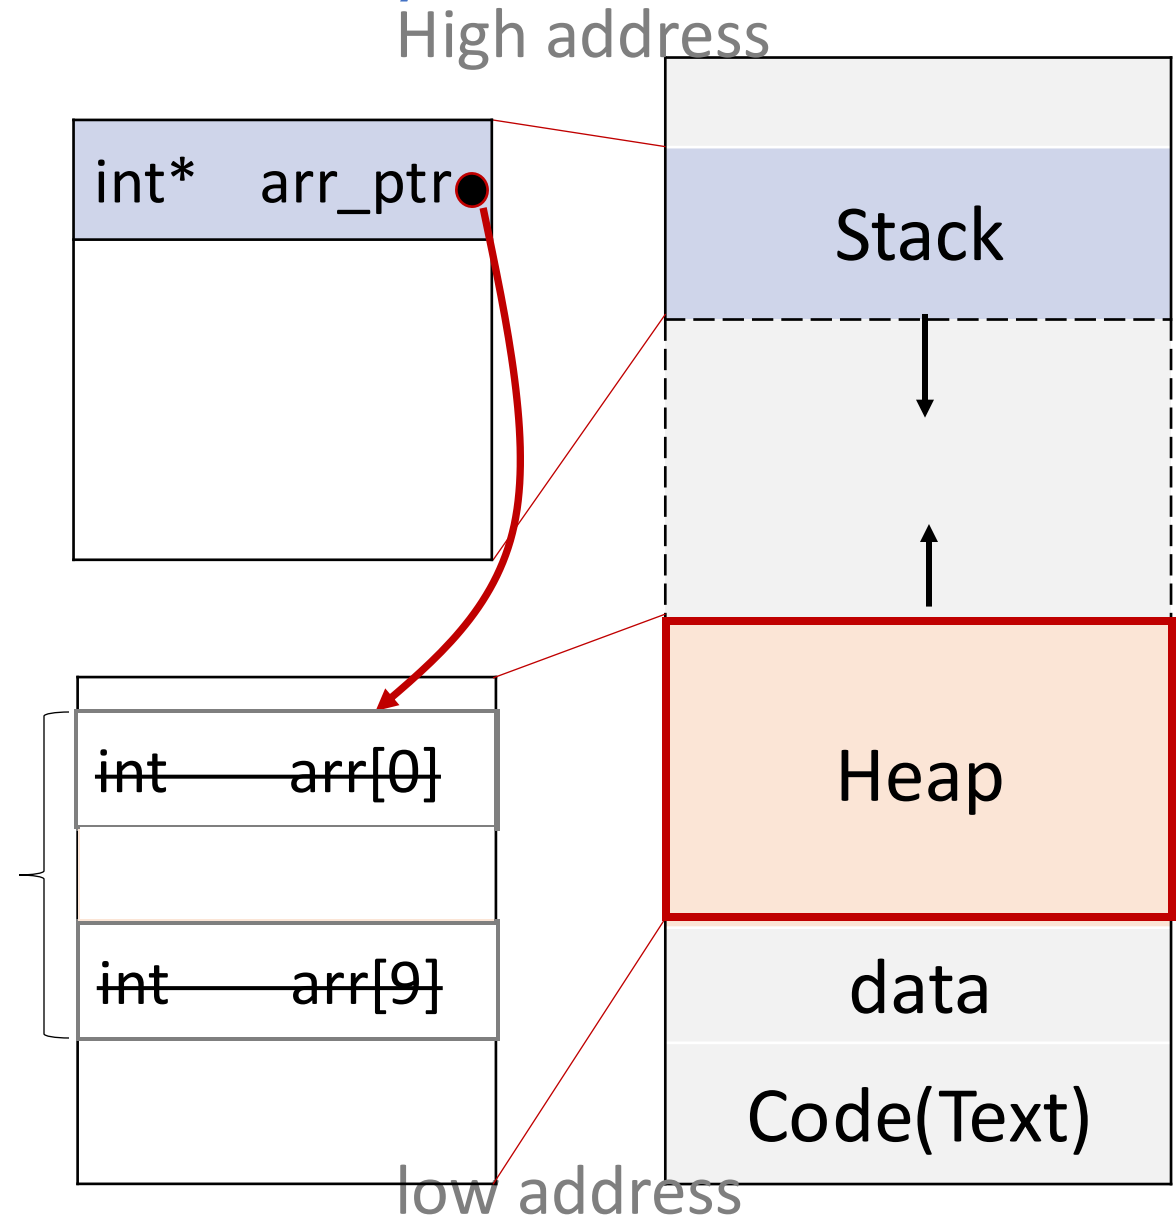 High address
int* arr_ptr
Stack
int arr[0]
Heap
int arr[9]
data
Code(Text)
low address